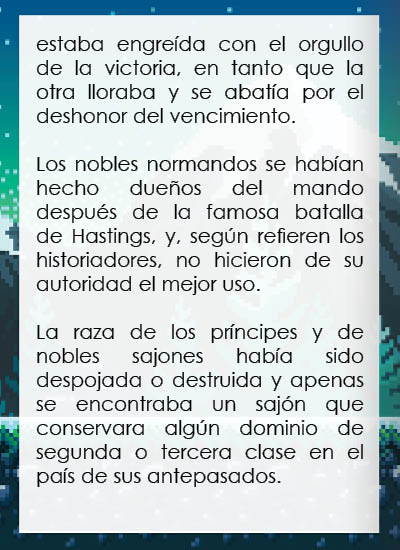 estaba engreída con el orgullo
de la victoria, en tanto que la
otra lloraba y se abatía por el
deshonor del vencimiento.
Los nobles normandos se habían
hecho dueños del mando
después de la famosa batalla
de Hastings, y, según refieren los
historiadores, no hicieron de su
autoridad el mejor uso.
La raza de los príncipes y de
nobles sajones había sido
despojada o destruida y apenas
se encontraba un sajón que
conservara algún dominio de
segunda o tercera clase en el
país de sus antepasados.